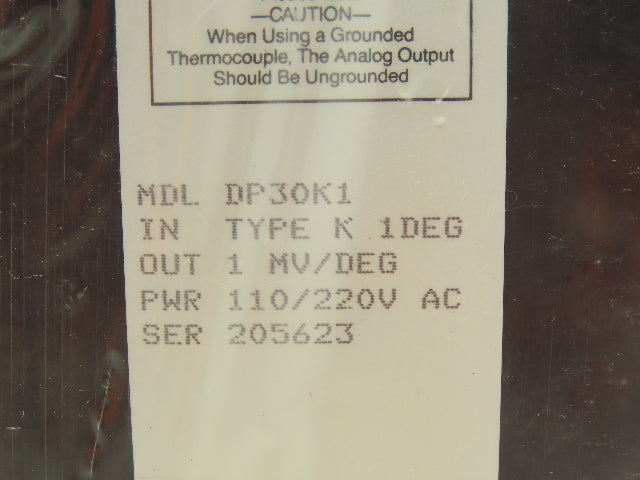 —CAUTION—
When Using a Grounded
Thermocouple, The Analog Output
Should Be Ungrounded
MDL DP30K1
IN TYPE K 1DEG
OUT 1 MV/DEG
PWR 110/220V AC
SER 205623